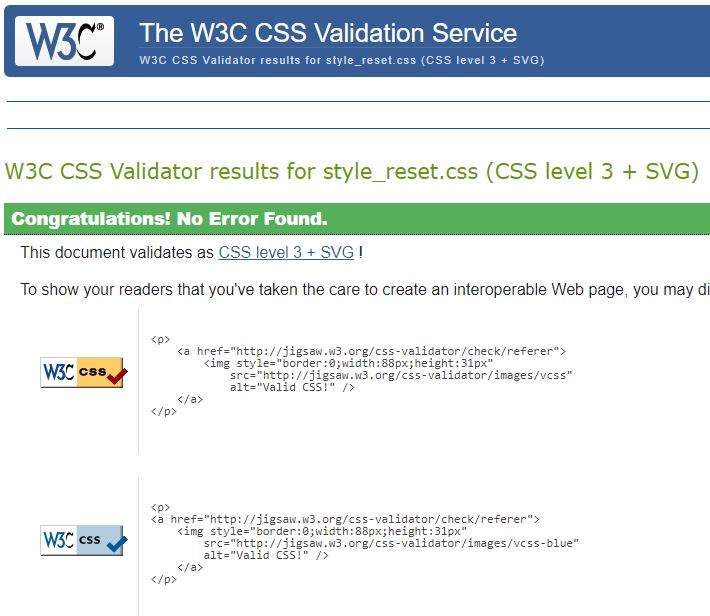 W3C® The W3C CSS Validation Service
W3C CSS Validator results for style_reset.css (CSS level 3 + SVG)
W3C CSS Validator results for style_reset.css (CSS level 3 + SVG)
Congratulations! No Error Found.
This document validates as CSS level 3 + SVG !
To show your readers that you've taken the care to create an interoperable Web page, you may di
W3C css
<p>
<a href="http://jigsaw.w3.org/css-validator/check/referer">
<img style="border:0;width:88px;height:31px"
src="http://jigsaw.w3.org/css-validator/images/vcss"
alt="Valid CSS!" />
</a>
</p>
W3C css
<p>
<a href="http://jigsaw.w3.org/css-validator/check/referer">
<img style="border:0;width:88px;height:31px"
src="http://jigsaw.w3.org/css-validator/images/vcss-blue"
alt="Valid CSS!" />
</a>
</p>